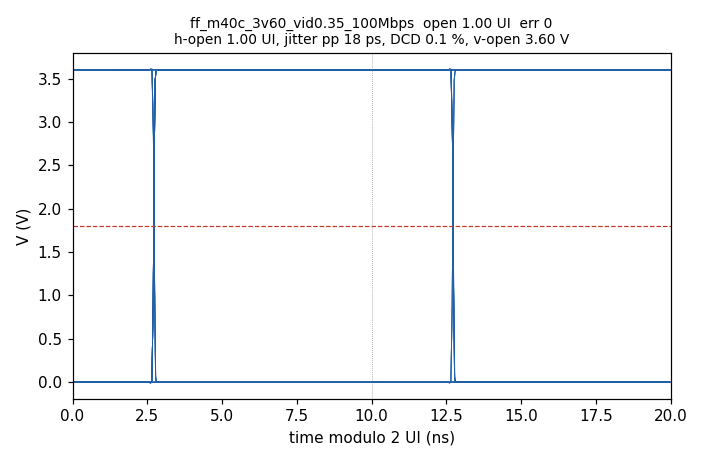 ff_m40c_3v60_vid0.35_100Mbps  open 1.00 UI  err 0
h-open 1.00 UI, jitter pp 18 ps, DCD 0.1 %, v-open 3.60 V
3.5
3.0
2.5
2.0
1.5
1.0
0.5
0.0
V (V)
0.0 2.5 5.0 7.5 10.0 12.5 15.0 17.5 20.0
time modulo 2 UI (ns)